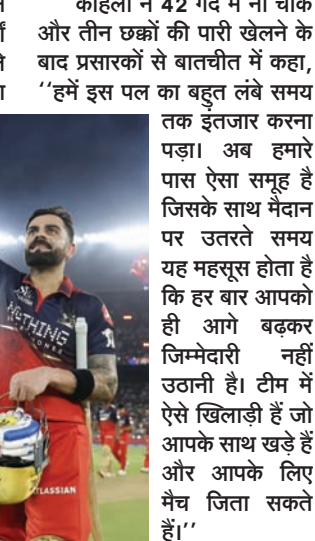 कोहली ने 42 गेंद में नौ चौके
और तीन छक्कों की पारी खेलने के
बाद प्रसारकों से बातचीत में कहा,
‘‘हमें इस पल का बहुत लंबे समय
तक इंतजार करना
पड़ा। अब हमारे
पास ऐसा समूह है
जिसके साथ मैदान
पर उतरते समय
यह महसूस होता है
कि हर बार आपको
ही आगे बढ़कर
जिम्मेदारी नहीं
उठानी है। टीम में
ऐसे खिलाड़ी हैं जो
आपके साथ खड़े हैं
और आपके लिए
मैच जिता सकते
हैं।’’
NOTHING
TLASSIAN